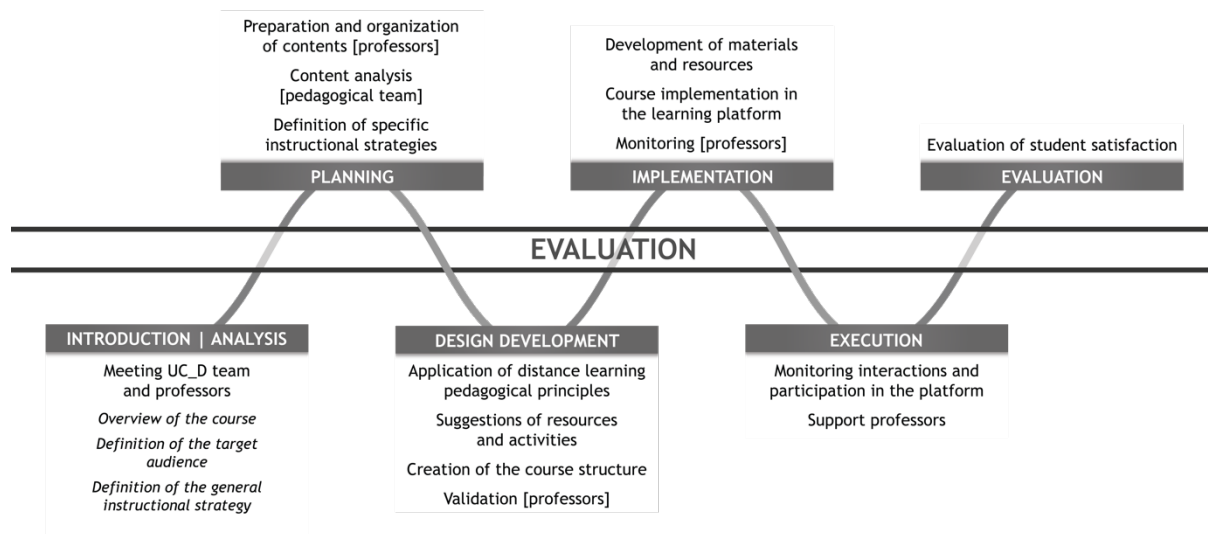 Preparation and organization
of contents [professors]
Content analysis
[pedagogical team]
Definition of specific
instructional strategies
PLANNING
Development of materials
and resources
Course implementation in
the learning platform
Monitoring [professors]
IMPLEMENTATION
Evaluation of student satisfaction
EVALUATION
EVALUATION
INTRODUCTION | ANALYSIS
Meeting UC_D team
and professors
Overview of the course
Definition of the target
audience
Definition of the general
instructional strategy
DESIGN DEVELOPMENT
Application of distance learning
pedagogical principles
Suggestions of resources
and activities
Creation of the course structure
Validation [professors]
EXECUTION
Monitoring interactions and
participation in the platform
Support professors